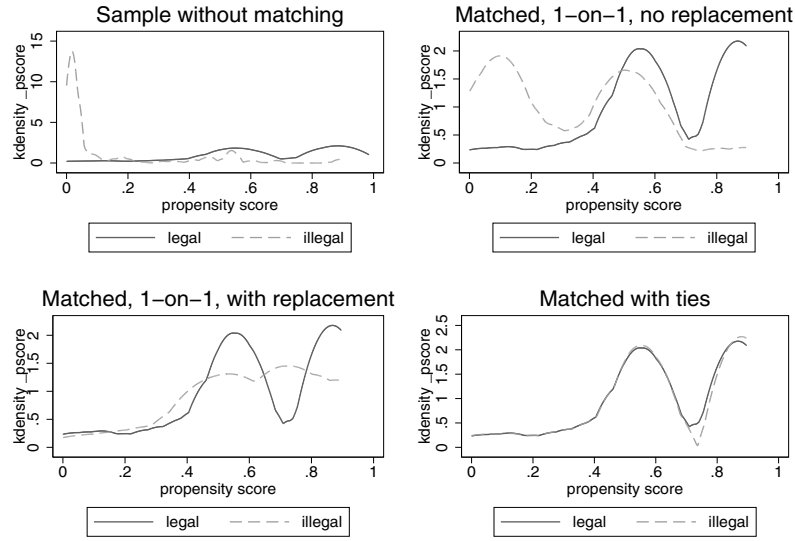 Sample without matching
kdensity _pscore
15
10
5
0
0 .2 .4 .6 .8 1
propensity score
legal illegal
Matched, 1−on−1, no replacement
kdensity _pscore
2
1.5
1
.5
0
0 .2 .4 .6 .8 1
propensity score
legal illegal
Matched, 1−on−1, with replacement
kdensity _pscore
2
1.5
1
.5
0
0 .2 .4 .6 .8 1
propensity score
legal illegal
Matched with ties
kdensity _pscore
2.5
2
1.5
1
.5
0
0 .2 .4 .6 .8 1
propensity score
legal illegal